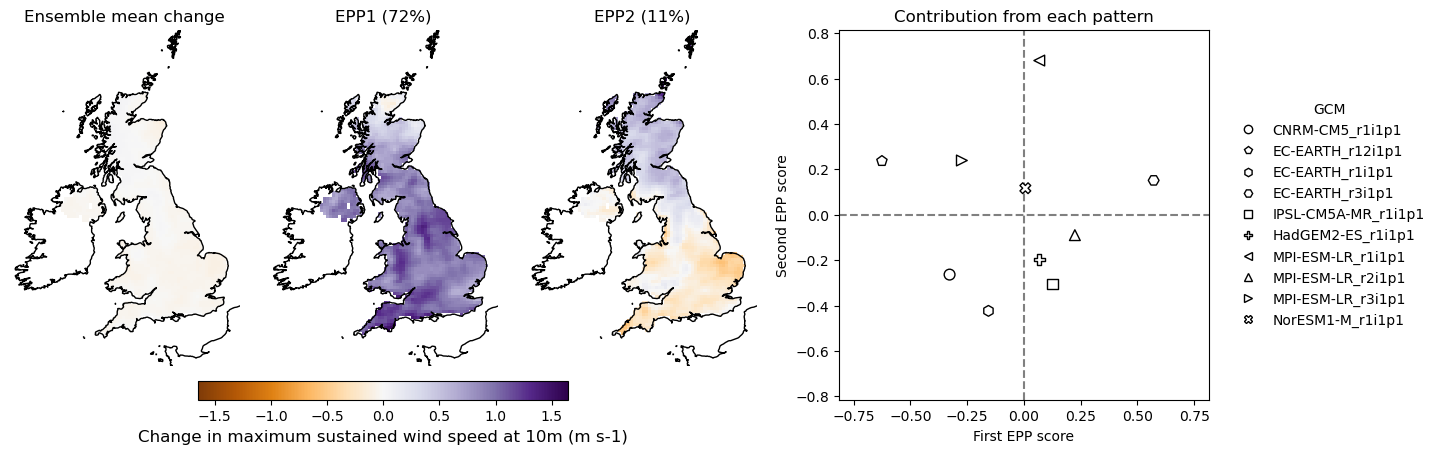 Ensemble mean change
EPP1 (72%)
EPP2 (11%)
Contribution from each pattern
−1.5 −1.0 −0.5 0.0 0.5 1.0 1.5
Change in maximum sustained wind speed at 10m (m s-1)
Second EPP score
0.8
0.6
0.4
0.2
0.0
−0.2
−0.4
−0.6
−0.8
−0.75 −0.50 −0.25 0.00 0.25 0.50 0.75
First EPP score
GCM
CNRM-CM5_r1i1p1
EC-EARTH_r12i1p1
EC-EARTH_r1i1p1
EC-EARTH_r3i1p1
IPSL-CM5A-MR_r1i1p1
HadGEM2-ES_r1i1p1
MPI-ESM-LR_r1i1p1
MPI-ESM-LR_r2i1p1
MPI-ESM-LR_r3i1p1
NorESM1-M_r1i1p1